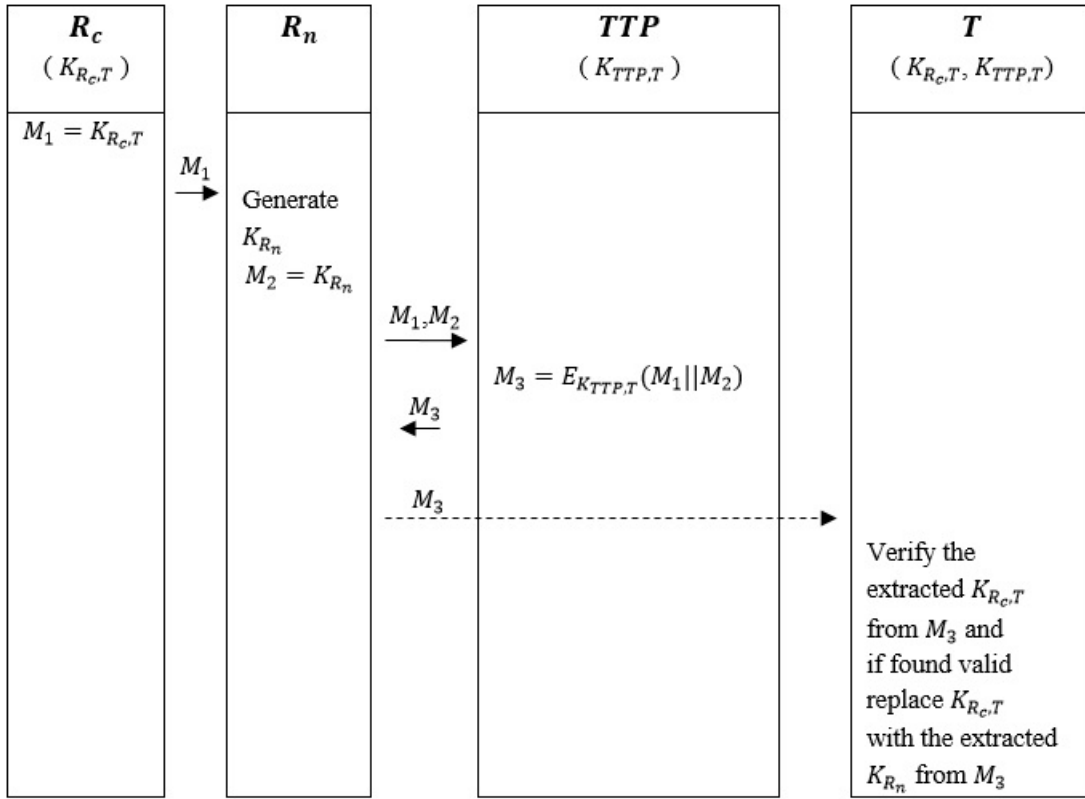 R_c
( K_{R_c,T} )
R_n
TTP
( K_{TTP,T} )
T
( K_{R_c,T}, K_{TTP,T})
M_1 = K_{R_c,T}
M_1
Generate
K_{R_n}
M_2 = K_{R_n}
M_1,M_2
M_3 = E_{K_{TTP,T}}(M_1||M_2)
M_3
M_3
Verify the
extracted K_{R_c,T}
from M_3 and
if found valid
replace K_{R_c,T}
with the extracted
K_{R_n} from M_3